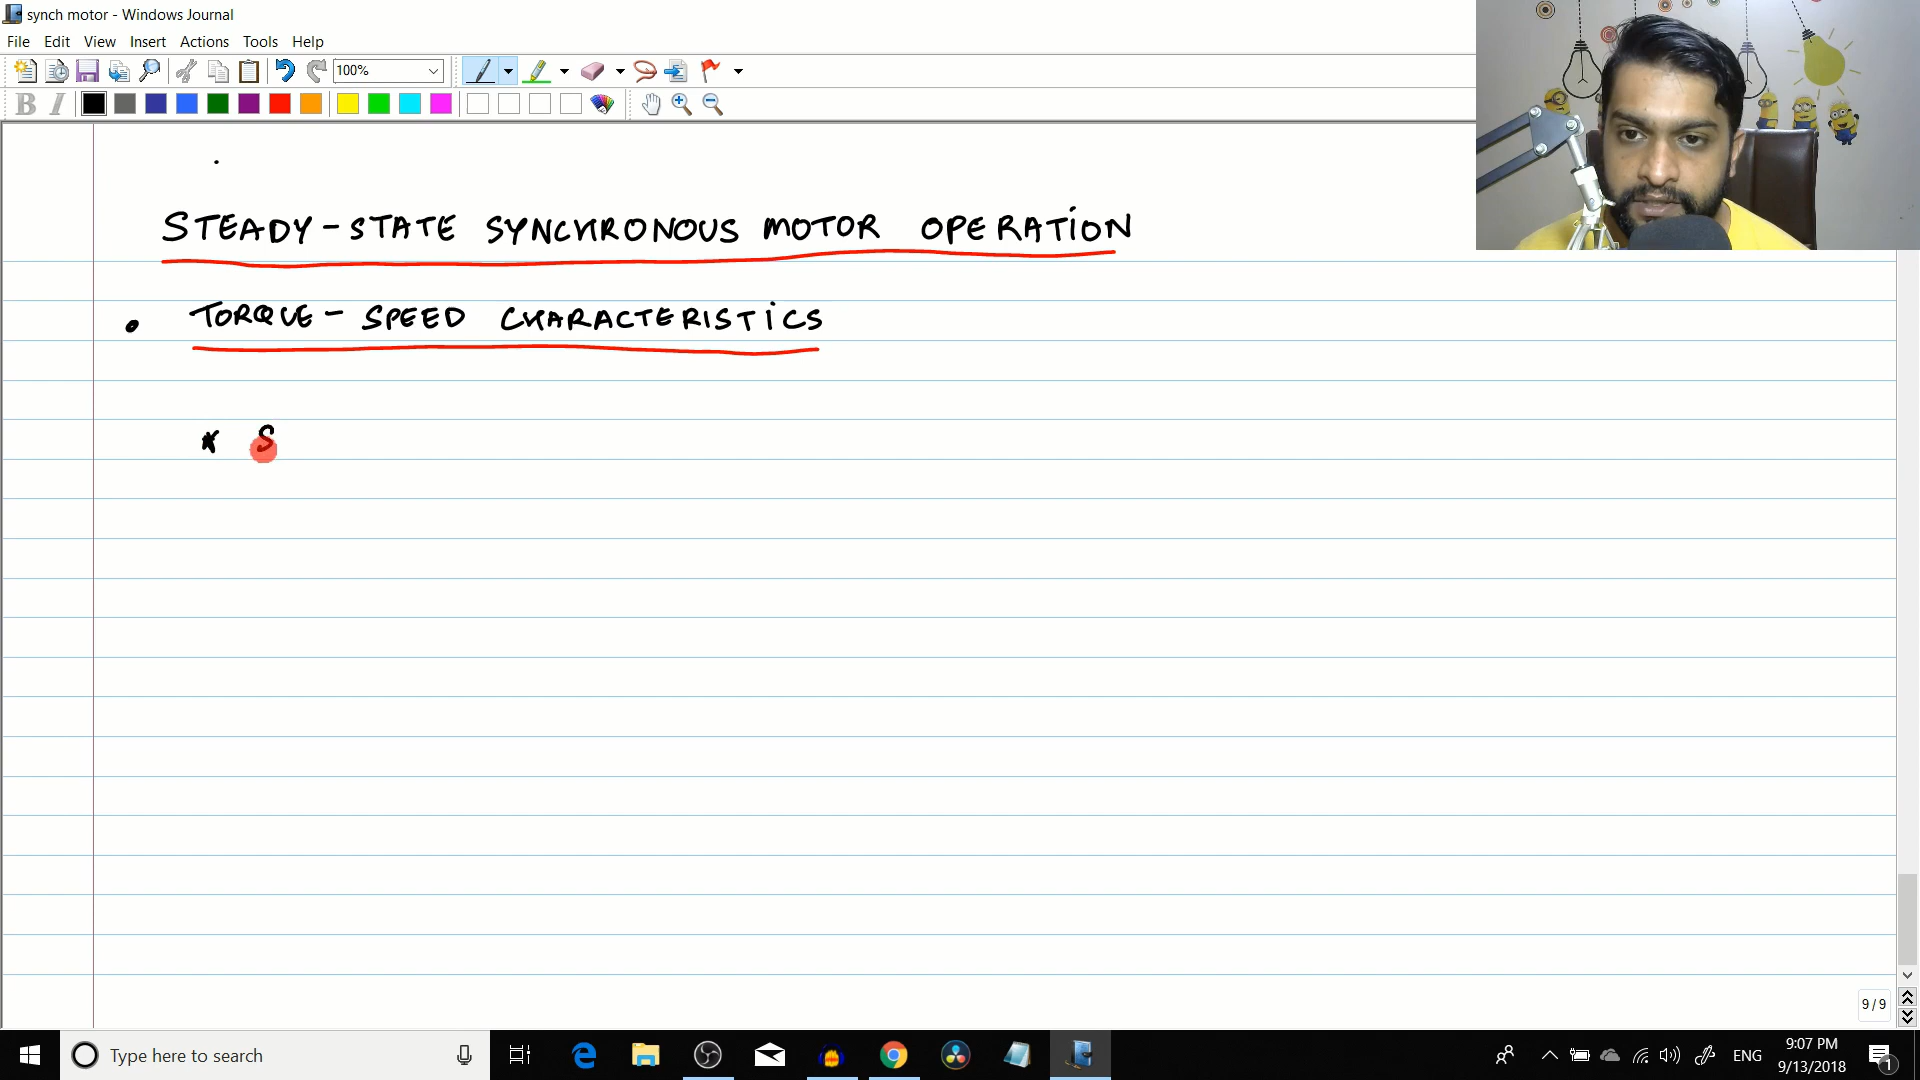 synch motor - Windows Journal
File Edit View Insert Actions Tools Help
100%
B I
STEADY-STATE SYNCHRONOUS MOTOR OPERATION
• TORQUE- SPEED CHARACTERISTICS
* S
9 / 9
Type here to search
ENG
9:07 PM
9/13/2018
1